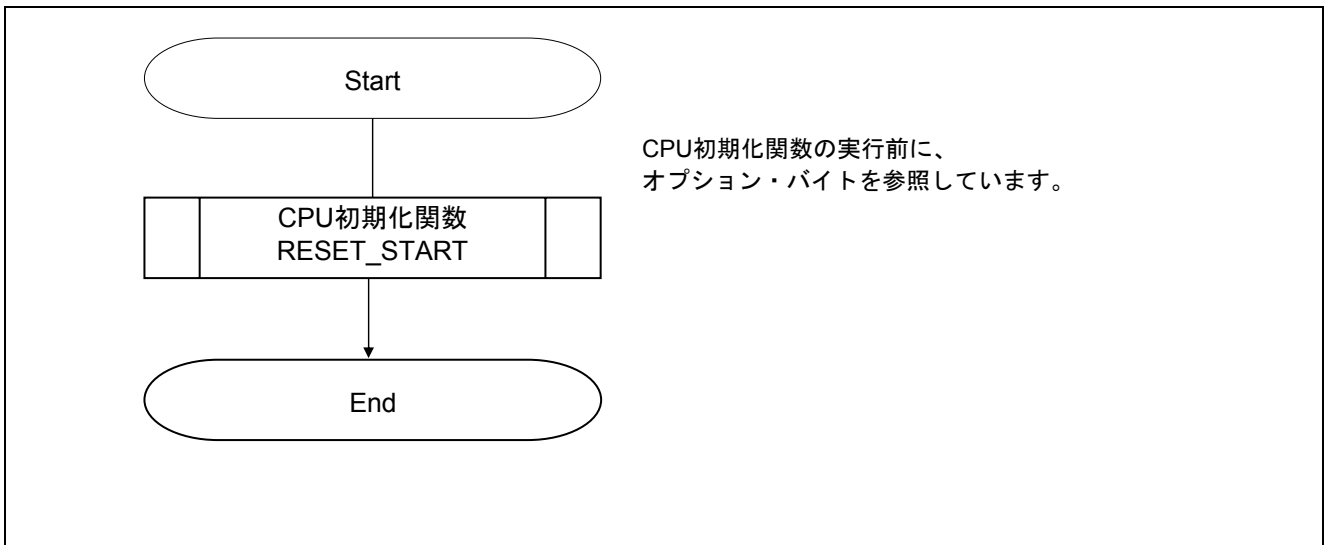 Start
CPU初期化関数の実行前に、
オプション・バイトを参照しています。
CPU初期化関数
RESET_START
End